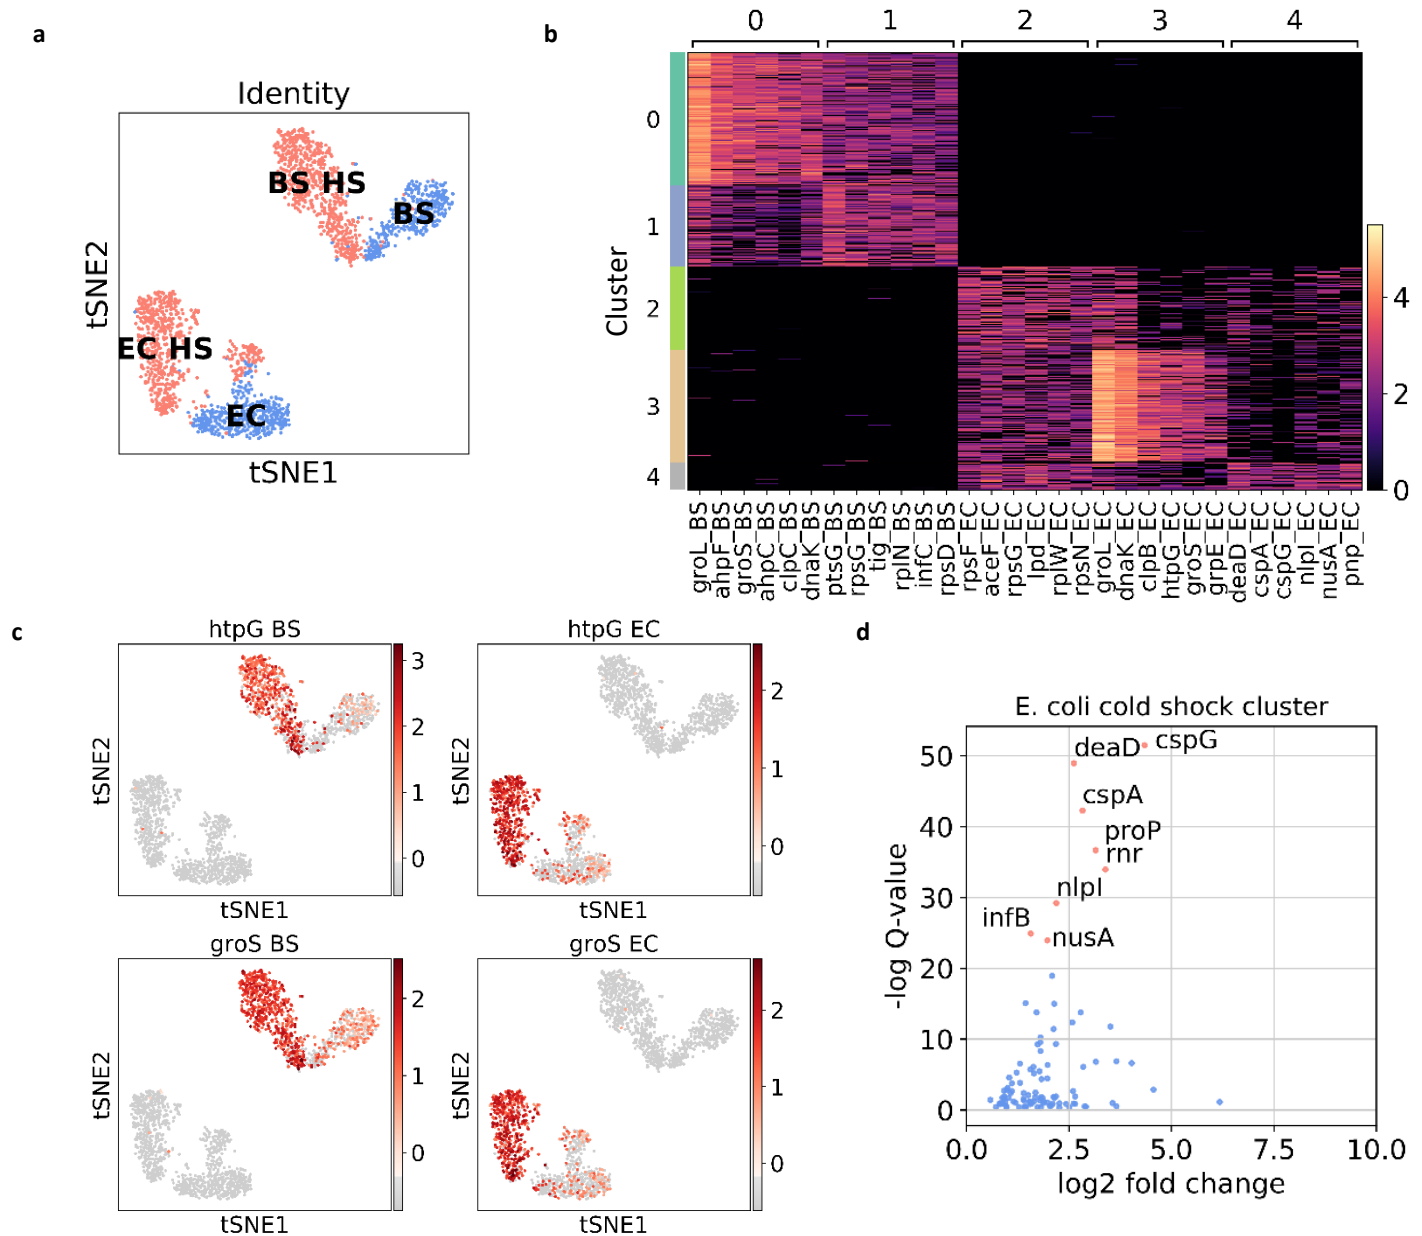 a
Identity
BS HS
BS
EC HS
EC
tSNE2
tSNE1
b
0 1 2 3 4
Cluster
0
1
2
3
4
4
2
0
groL_BS
ahpF_BS
groS_BS
ahpC_BS
clpC_BS
dnaK_BS
ptsG_BS
rpsG_BS
tig_BS
rplN_BS
infC_BS
rpsD_BS
rpsF_EC
aceF_EC
rpsG_EC
lpd_EC
rplW_EC
rpsN_EC
groL_EC
dnaK_EC
clpB_EC
htpG_EC
groS_EC
grpE_EC
deaD_EC
cspA_EC
cspG_EC
nlpI_EC
nusA_EC
pnp_EC
c
htpG BS
tSNE2
tSNE1
3
2
1
0
htpG EC
tSNE2
tSNE1
2
1
0
groS BS
tSNE2
tSNE1
2
1
0
groS EC
tSNE2
tSNE1
2
1
0
d
E. coli cold shock cluster
-log Q-value
50
40
30
20
10
0
deaD
cspG
cspA
proP
rnr
nlpI
infB
nusA
0.0 2.5 5.0 7.5 10.0
log2 fold change